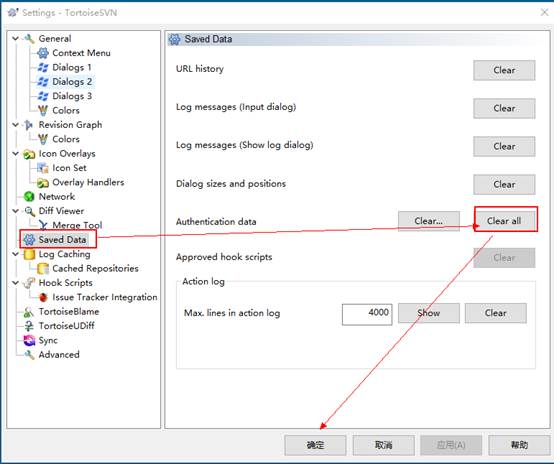 Settings - TortoiseSVN
General
Context Menu
Dialogs 1
Dialogs 2
Dialogs 3
Colors
Revision Graph
Colors
Icon Overlays
Icon Set
Overlay Handlers
Network
Diff Viewer
Merge Tool
Saved Data
Log Caching
Cached Repositories
Hook Scripts
Issue Tracker Integration
TortoiseBlame
TortoiseUDiff
Sync
Advanced
Saved Data
URL history Clear
Log messages (Input dialog) Clear
Log messages (Show log dialog) Clear
Dialog sizes and positions Clear
Authentication data Clear... Clear all
Approved hook scripts Clear
Action log
Max. lines in action log 4000 Show Clear
确定 取消 应用(A) 帮助